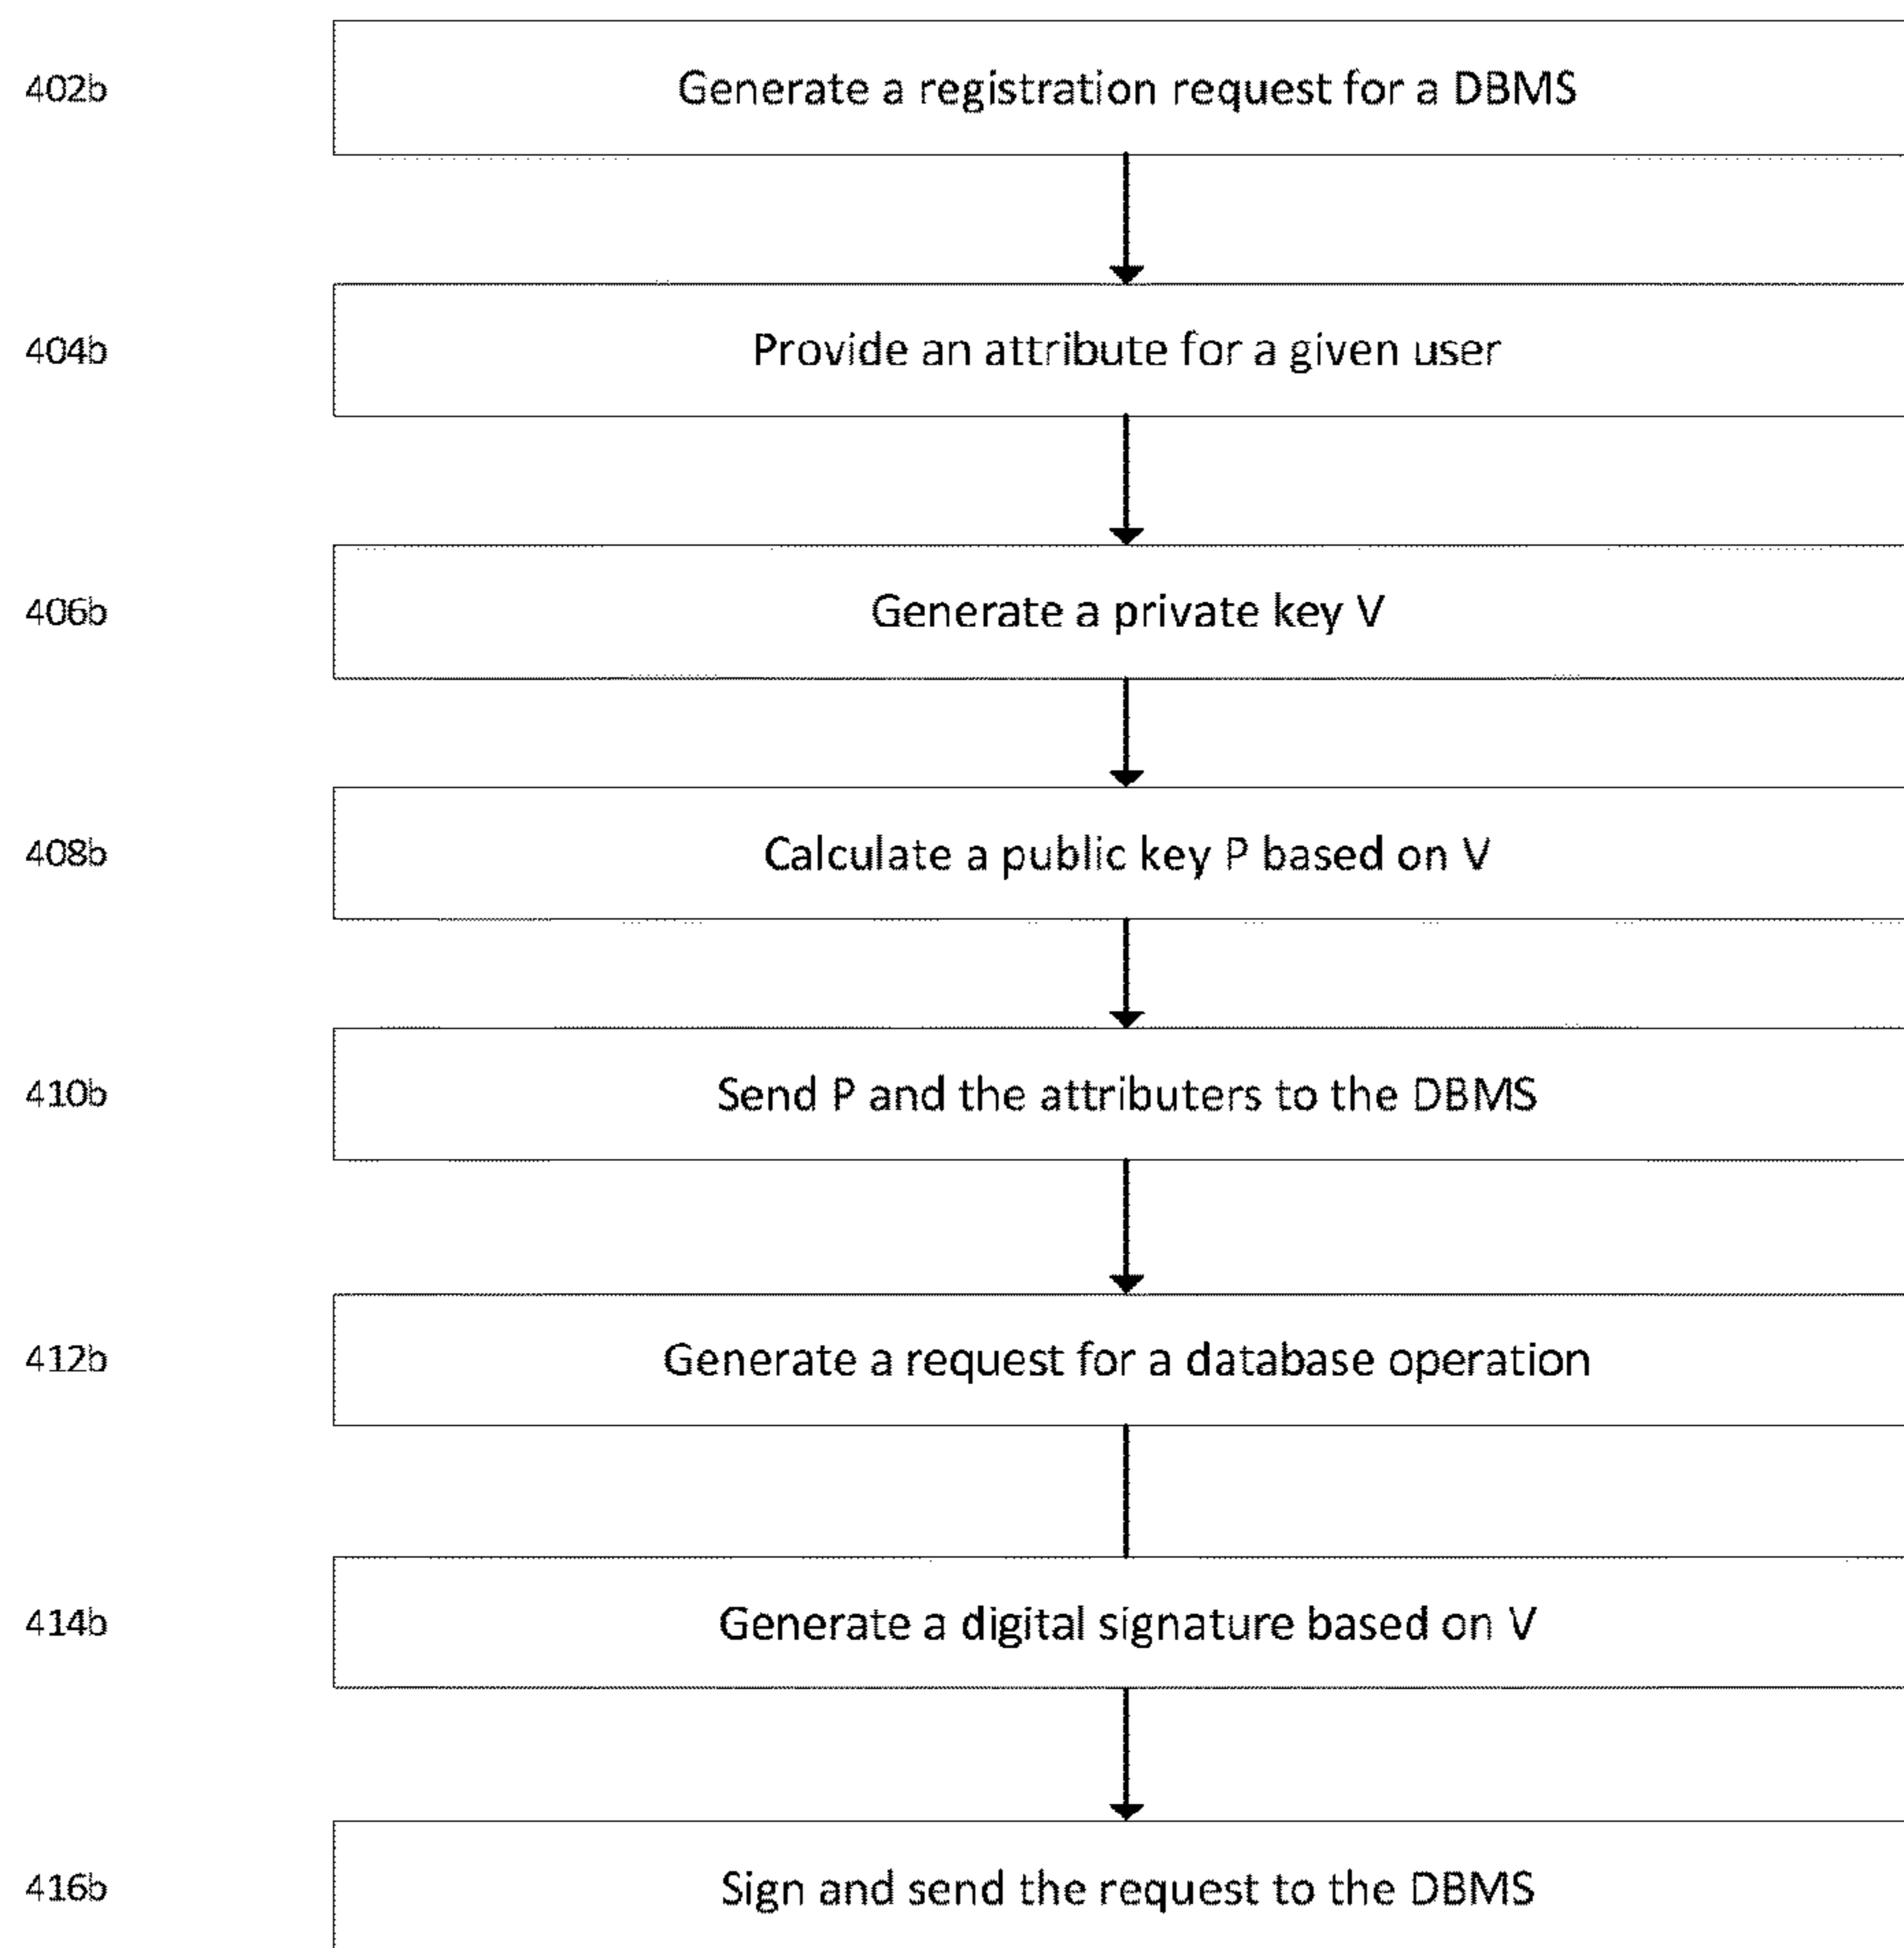 402b Generate a registration request for a DBMS
404b Provide an attribute for a given user
406b Generate a private key V
408b Calculate a public key P based on V
410b Send P and the attributers to the DBMS
412b Generate a request for a database operation
414b Generate a digital signature based on V
416b Sign and send the request to the DBMS